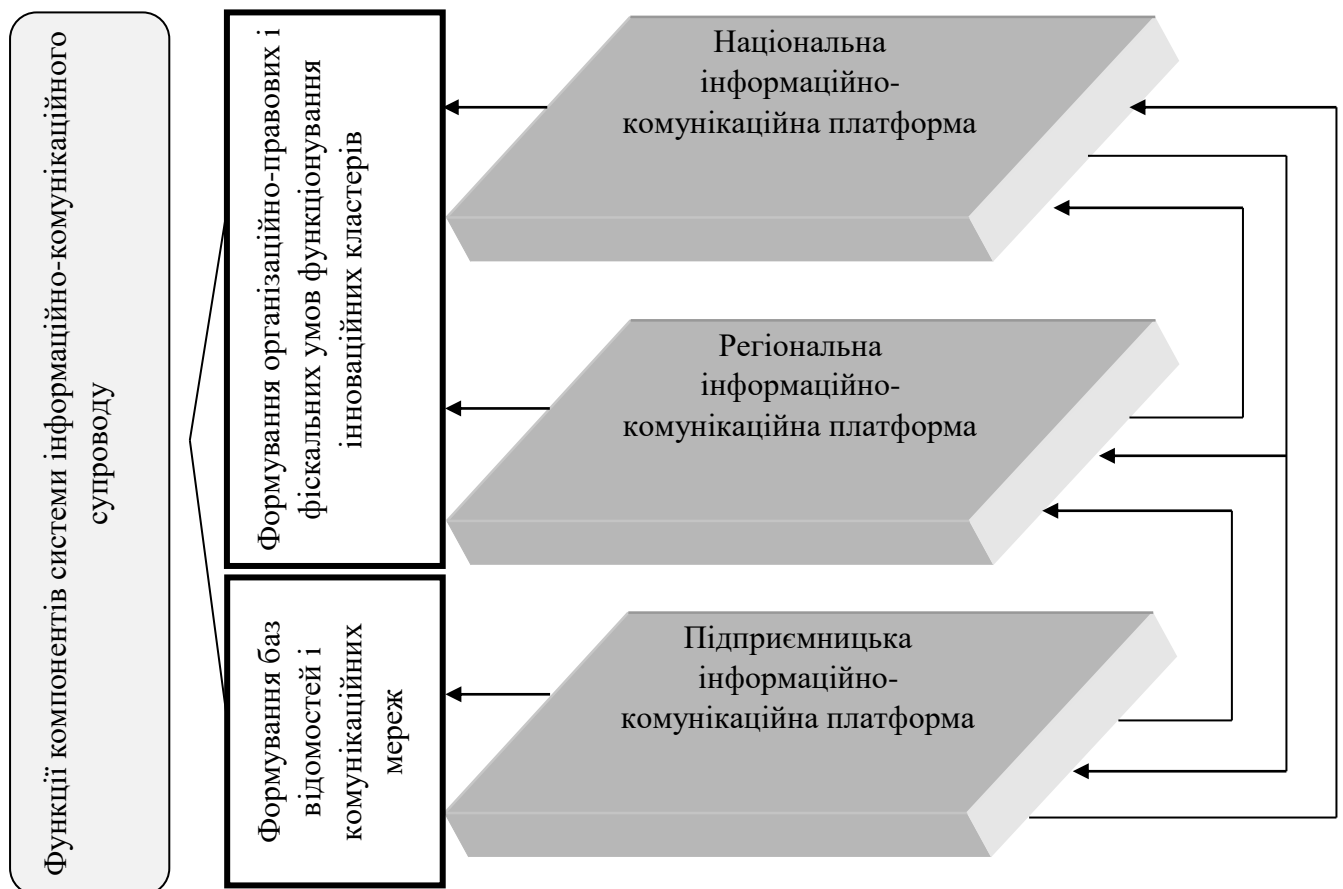 Функції компонентів системи інформаційно-комунікаційного
супроводу
Формування організаційно-правових і
фіскальних умов функціонування
інноваційних кластерів
Формування баз
відомостей і
комунікаційних
мереж
Національна
інформаційно-
комунікаційна платформа
Регіональна
інформаційно-
комунікаційна платформа
Підприємницька
інформаційно-
комунікаційна платформа